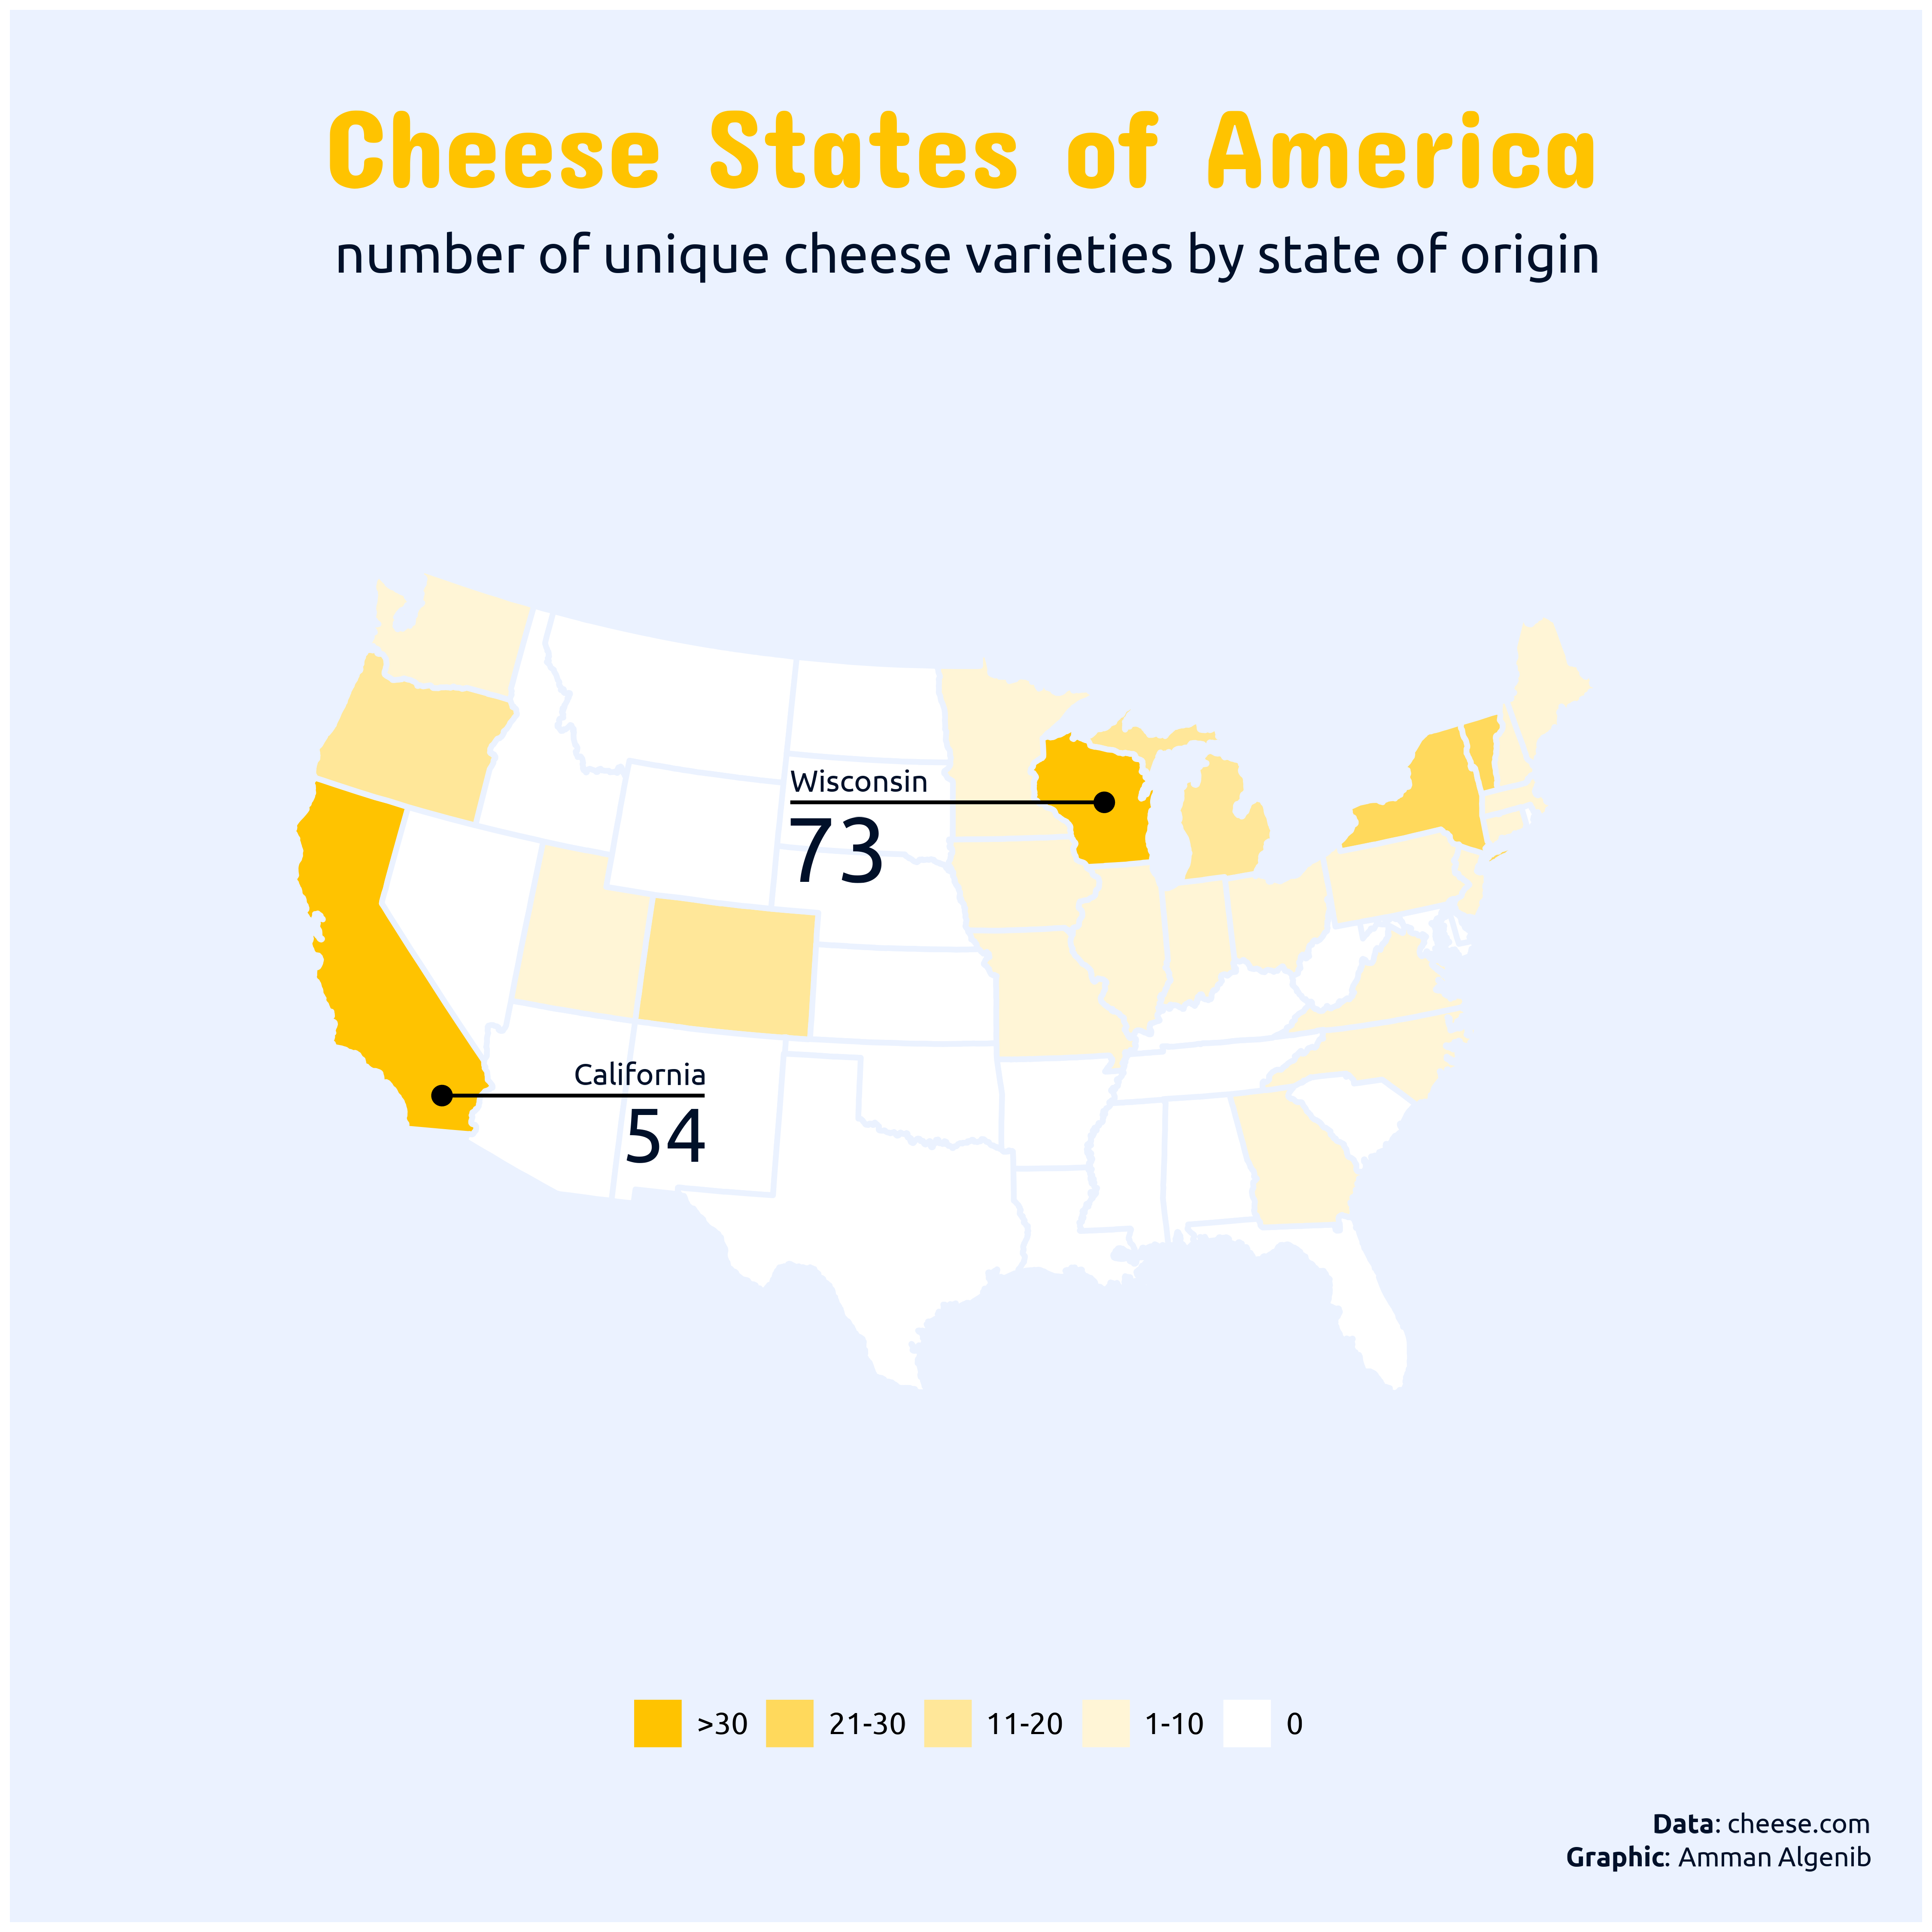 Cheese States of America
number of unique cheese varieties by state of origin
Wisconsin
73
California
54
>30 21-30 11-20 1-10 0
Data: cheese.com
Graphic: Amman Algenib